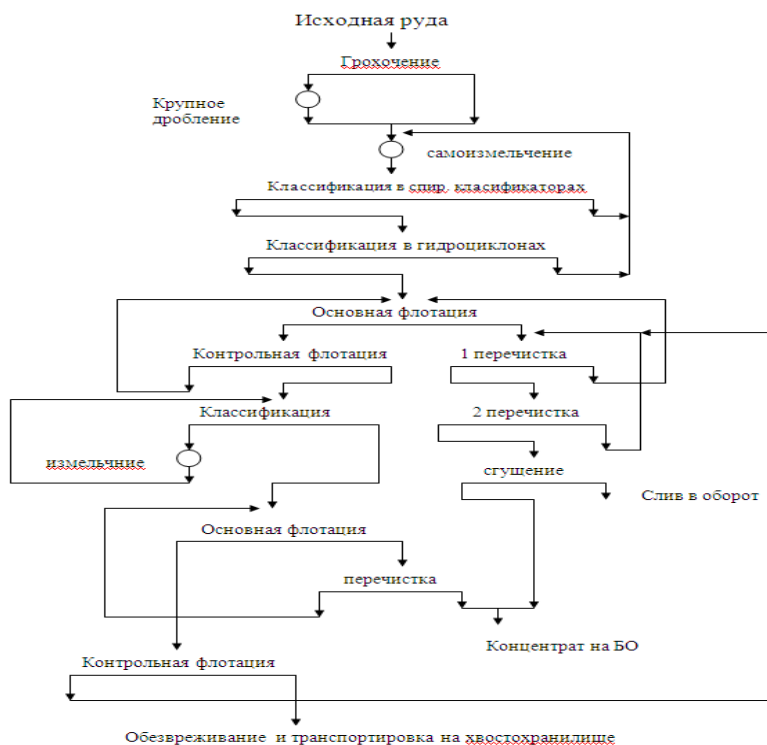 Исходная руда
Грохочение
Крупное
дробление
самоизмельчение
Классификация в спир. класификаторах
Классификация в гидроциклонах
Основная флотация
Контрольная флотация
1 перечистка
Классификация
2 перечистка
измельчние
сгущение
Слив в оборот
Основная флотация
перечистка
Концентрат на БО
Контрольная флотация
Обезвреживание и транспортировка на хвостохранилище